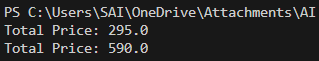 PS C:\Users\SAI\OneDrive\Attachments\AI
Total Price: 295.0
Total Price: 590.0